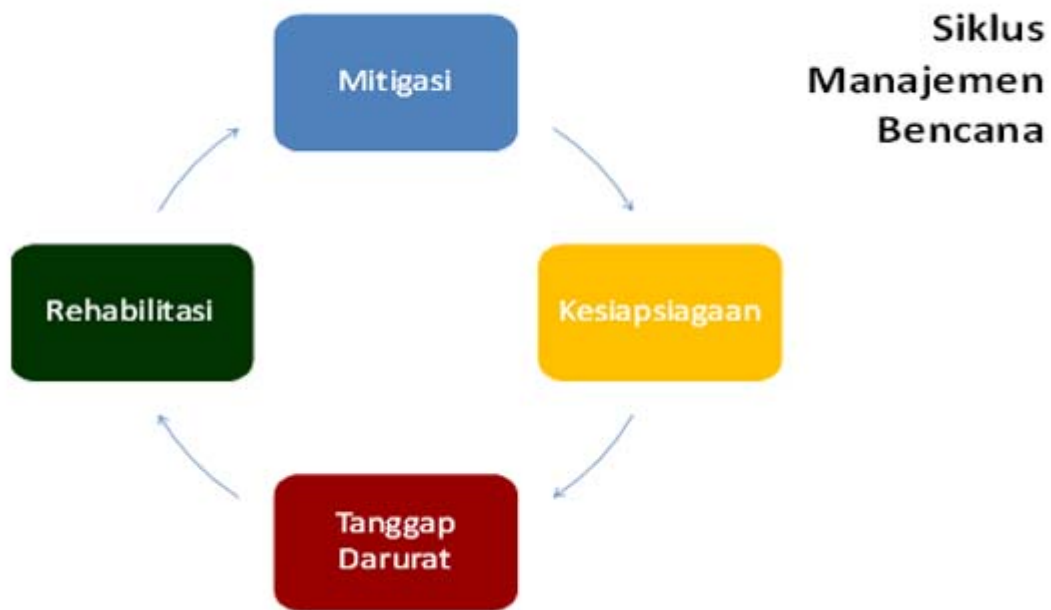 Siklus
Manajemen
Bencana
Mitigasi
Kesiapsiagaan
Tanggap
Darurat
Rehabilitasi